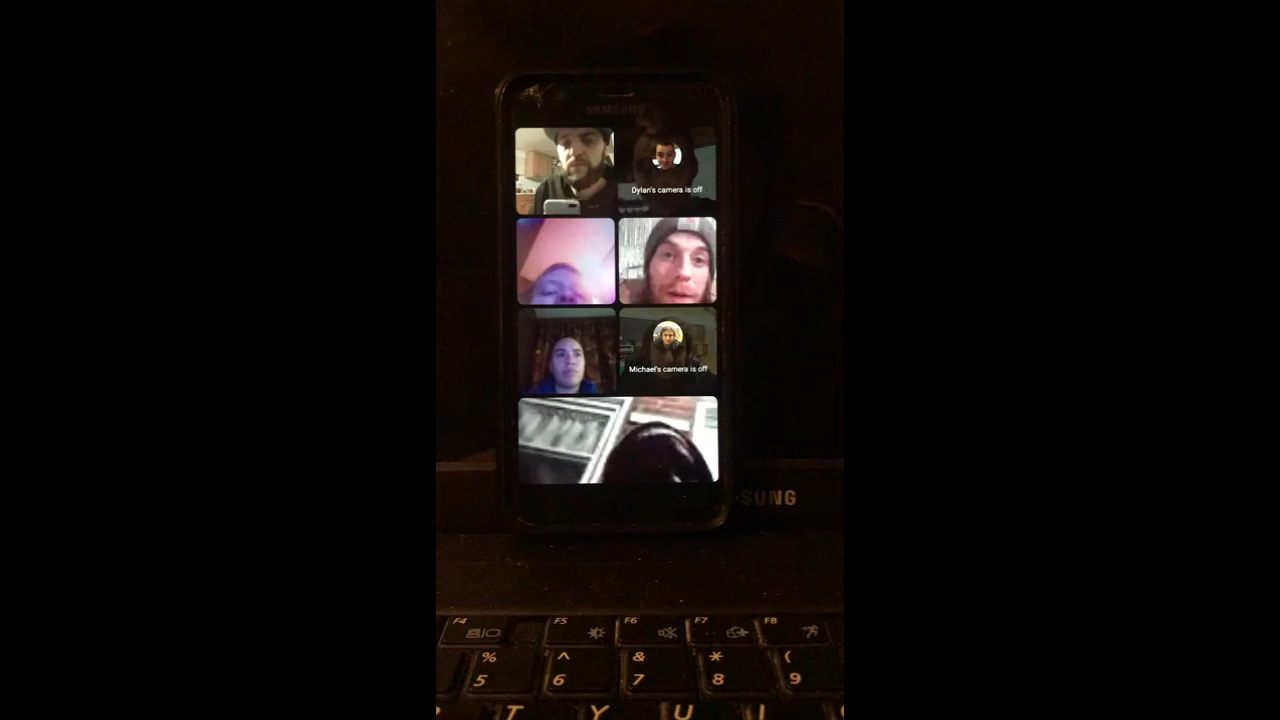 SAMSUNG
Dylan's camera is off
Michael's camera is off
SUNG
F4 F5 F6 F7 F8
% ^ & * (
5 6 7 8 9
T Y U I